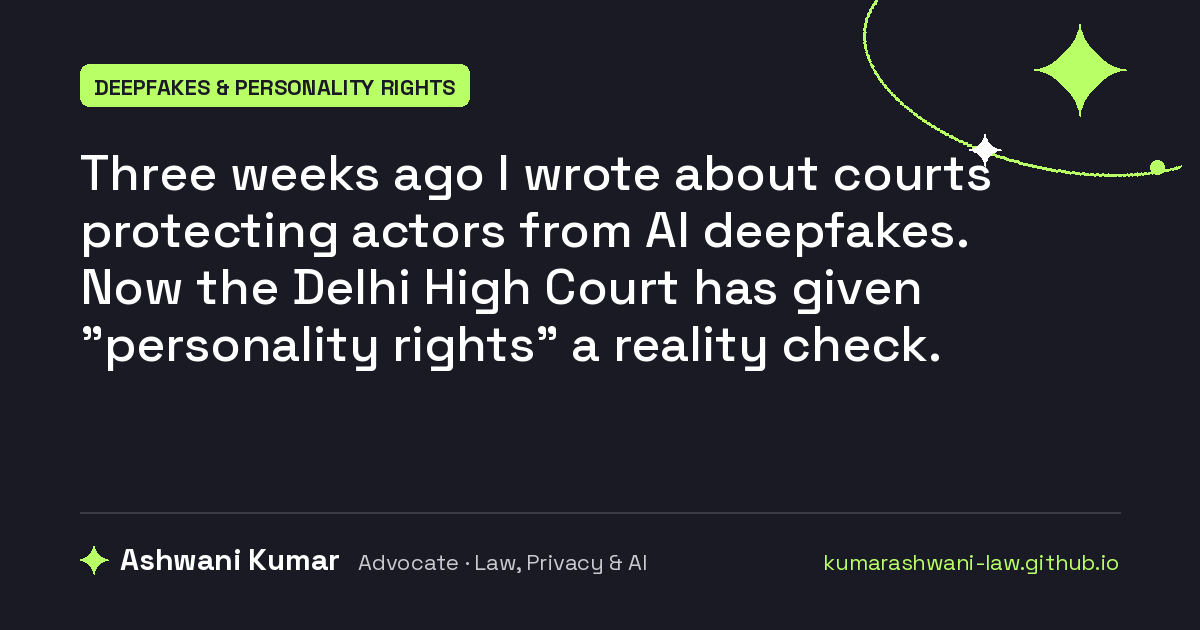 DEEPFAKES & PERSONALITY RIGHTS
Three weeks ago I wrote about courts
protecting actors from AI deepfakes.
Now the Delhi High Court has given
”personality rights” a reality check.
Ashwani Kumar Advocate · Law, Privacy & AI kumarashwani-law.github.io